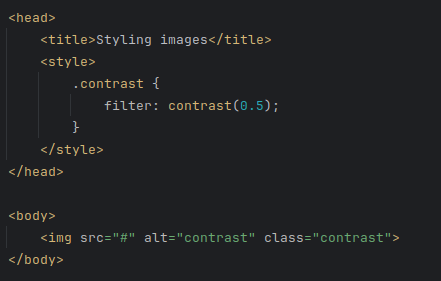 <head>
    <title>Styling images</title>
    <style>
        .contrast {
            filter: contrast(0.5);
        }
    </style>
</head>

<body>
    <img src="#" alt="contrast" class="contrast">
</body>